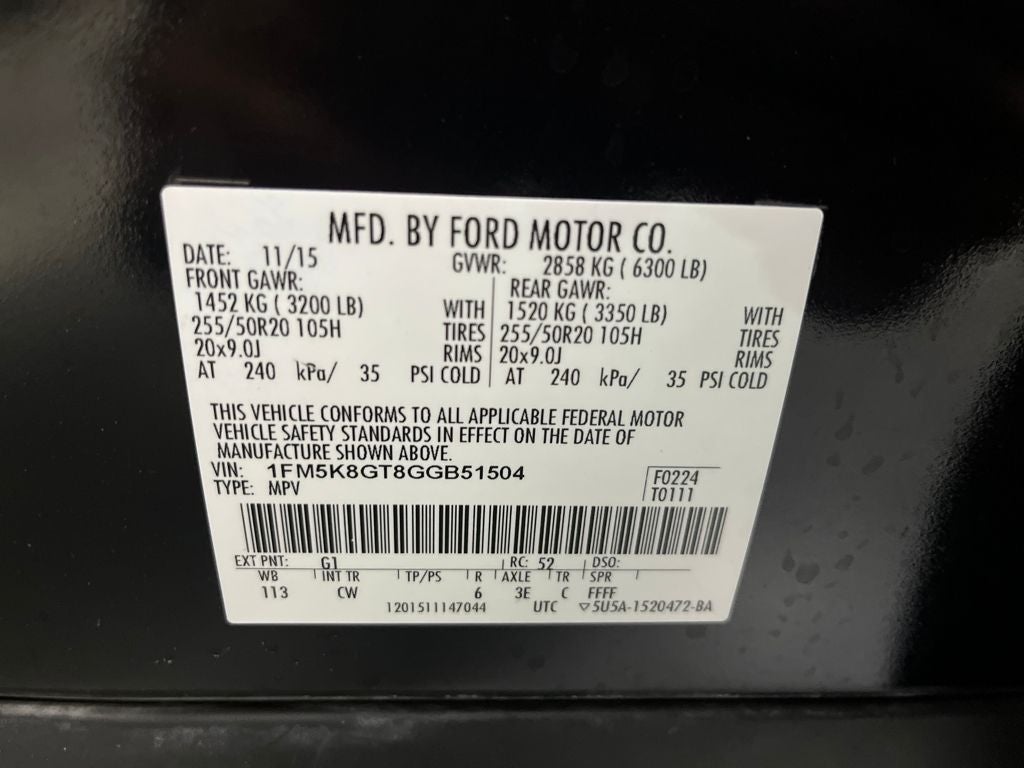 MFD. BY FORD MOTOR CO.
DATE: 11/15 GVWR: 2858 KG ( 6300 LB)
FRONT GAWR: REAR GAWR:
1452 KG ( 3200 LB) WITH 1520 KG ( 3350 LB) WITH
255/50R20 105H TIRES 255/50R20 105H TIRES
20x9.0J RIMS 20x9.0J RIMS
AT 240 kPa/ 35 PSI COLD AT 240 kPa/ 35 PSI COLD
THIS VEHICLE CONFORMS TO ALL APPLICABLE FEDERAL MOTOR
VEHICLE SAFETY STANDARDS IN EFFECT ON THE DATE OF
MANUFACTURE SHOWN ABOVE.
VIN: 1FM5K8GT8GGB51504 F0224
TYPE: MPV T0111
EXT PNT: G1 RC: 52 DSO:
WB INT TR TP/PS R AXLE TR SPR
113 CW 6 3E C FFFF
1201511147044 UTC ▽5U5A-1520472-BA